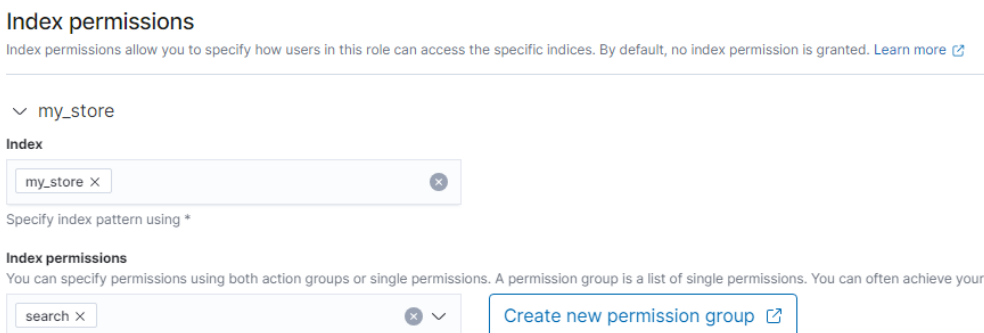 Index permissions
Index permissions allow you to specify how users in this role can access the specific indices. By default, no index permission is granted. Learn more
my_store
Index
my_store
Specify index pattern using *
Index permissions
You can specify permissions using both action groups or single permissions. A permission group is a list of single permissions. You can often achieve your
search
Create new permission group